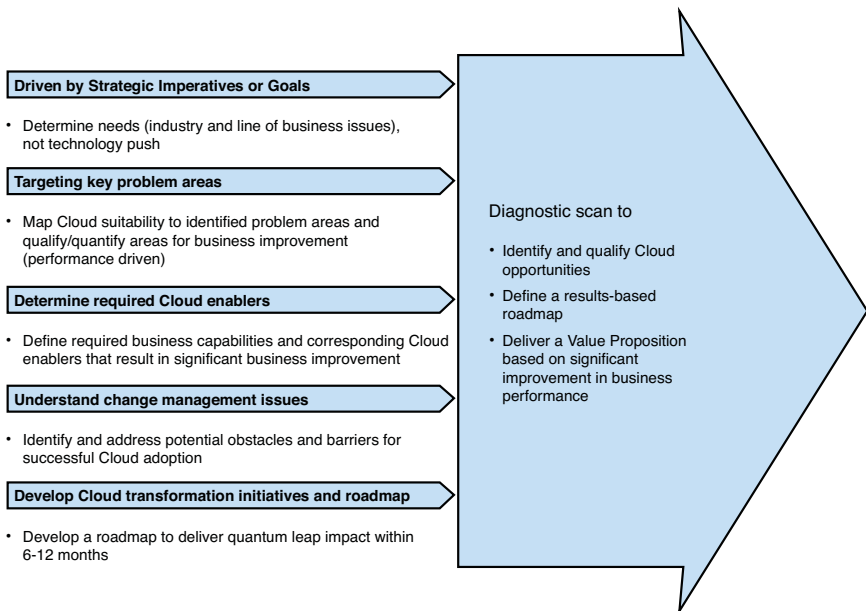 Driven by Strategic Imperatives or Goals
• Determine needs (industry and line of business issues),
not technology push
Targeting key problem areas
• Map Cloud suitability to identified problem areas and
qualify/quantify areas for business improvement
(performance driven)
Determine required Cloud enablers
• Define required business capabilities and corresponding Cloud
enablers that result in significant business improvement
Understand change management issues
• Identify and address potential obstacles and barriers for
successful Cloud adoption
Develop Cloud transformation initiatives and roadmap
• Develop a roadmap to deliver quantum leap impact within
6-12 months
Diagnostic scan to
• Identify and qualify Cloud
opportunities
• Define a results-based
roadmap
• Deliver a Value Proposition
based on significant
improvement in business
performance